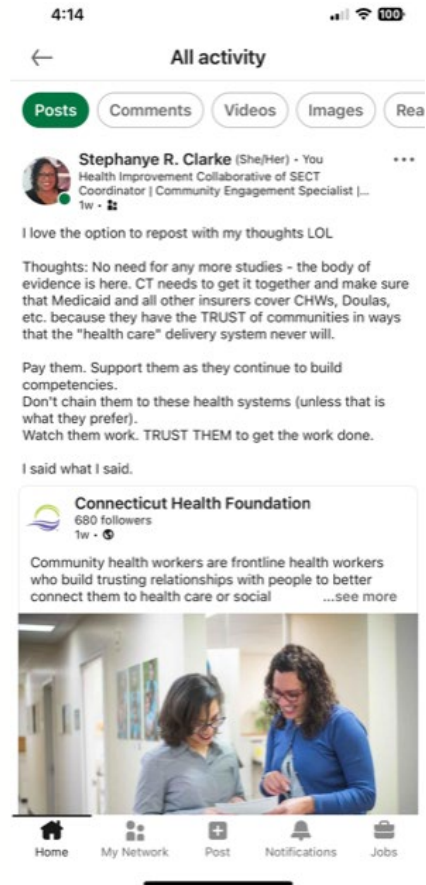 4:14
100
All activity
Posts
Comments
Videos
Images
Rea
Stephanye R. Clarke (She/Her) • You
Health Improvement Collaborative of SECT
Coordinator | Community Engagement Specialist |...
1w •
I love the option to repost with my thoughts LOL
Thoughts: No need for any more studies - the body of
evidence is here. CT needs to get it together and make sure
that Medicaid and all other insurers cover CHWs, Doulas,
etc. because they have the TRUST of communities in ways
that the "health care" delivery system never will.
Pay them. Support them as they continue to build
competencies.
Don't chain them to these health systems (unless that is
what they prefer).
Watch them work. TRUST THEM to get the work done.
I said what I said.
Connecticut Health Foundation
680 followers
1w •
Community health workers are frontline health workers
who build trusting relationships with people to better
connect them to health care or social ...see more
Home
My Network
Post
Notifications
Jobs